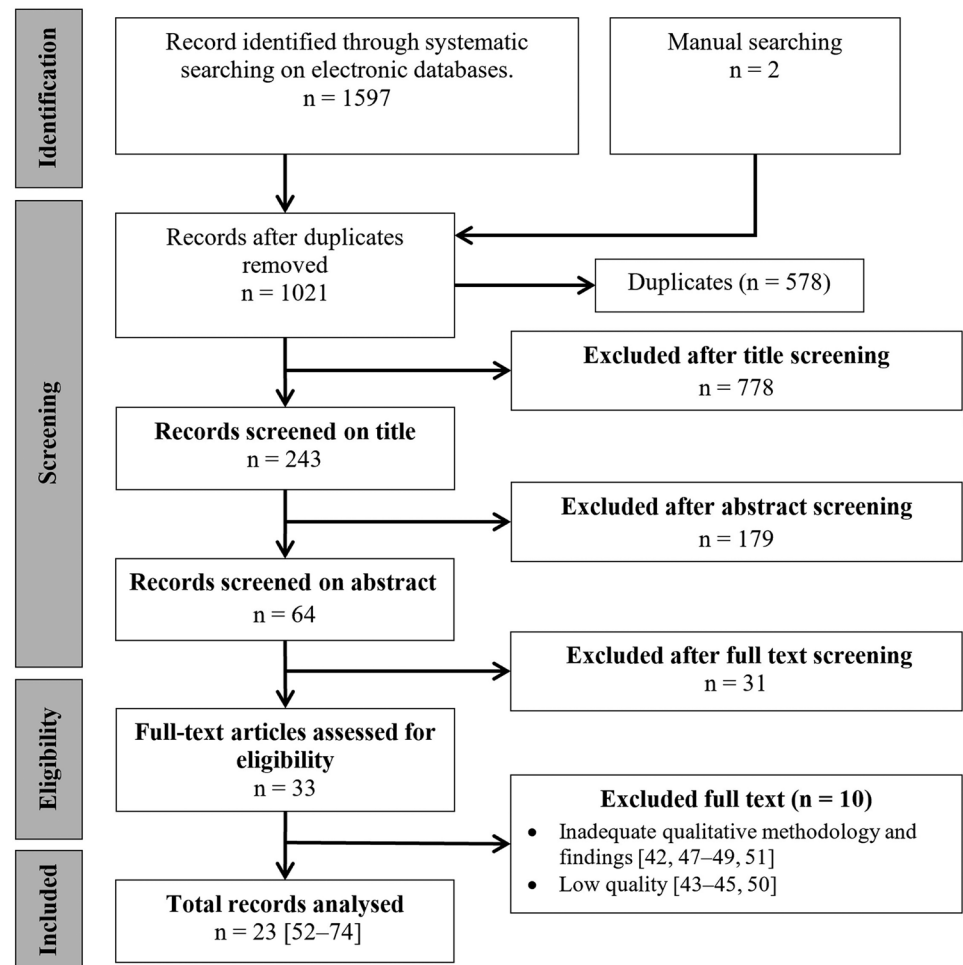 Identification
Record identified through systematic
searching on electronic databases.
n = 1597
Manual searching
n = 2
Screening
Records after duplicates
removed
n = 1021
Duplicates (n = 578)
Excluded after title screening
n = 778
Records screened on title
n = 243
Excluded after abstract screening
n = 179
Records screened on abstract
n = 64
Excluded after full text screening
n = 31
Eligibility
Full-text articles assessed for
eligibility
n = 33
Excluded full text (n = 10)
• Inadequate qualitative methodology and
findings [42, 47–49, 51]
• Low quality [43–45, 50]
Included
Total records analysed
n = 23 [52–74]